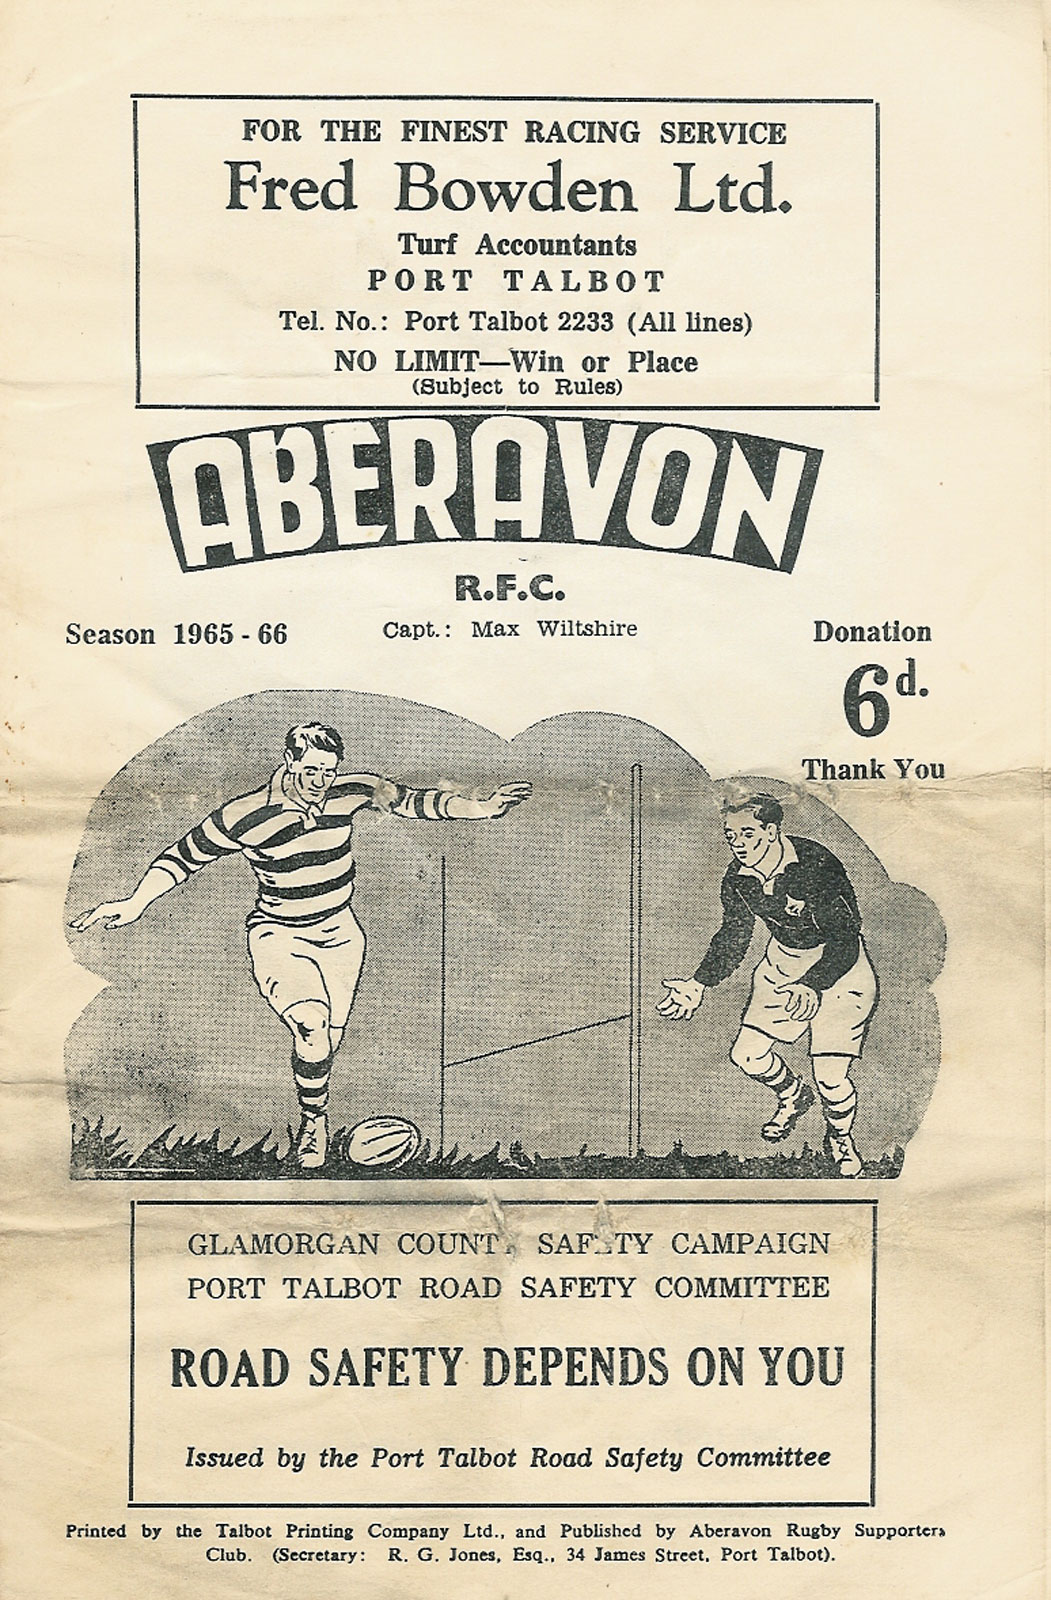 FOR THE FINEST RACING SERVICE
Fred Bowden Ltd.
Turf Accountants
PORT TALBOT
Tel. No.: Port Talbot 2233 (All lines)
NO LIMIT—Win or Place
(Subject to Rules)
ABERAVON
R.F.C.
Season 1965 - 66
Capt.: Max Wiltshire
Donation
6d.
Thank You
GLAMORGAN COUNTY SAFETY CAMPAIGN
PORT TALBOT ROAD SAFETY COMMITTEE
ROAD SAFETY DEPENDS ON YOU
Issued by the Port Talbot Road Safety Committee
Printed by the Talbot Printing Company Ltd., and Published by Aberavon Rugby Supporters
Club. (Secretary: R. G. Jones, Esq., 34 James Street, Port Talbot).